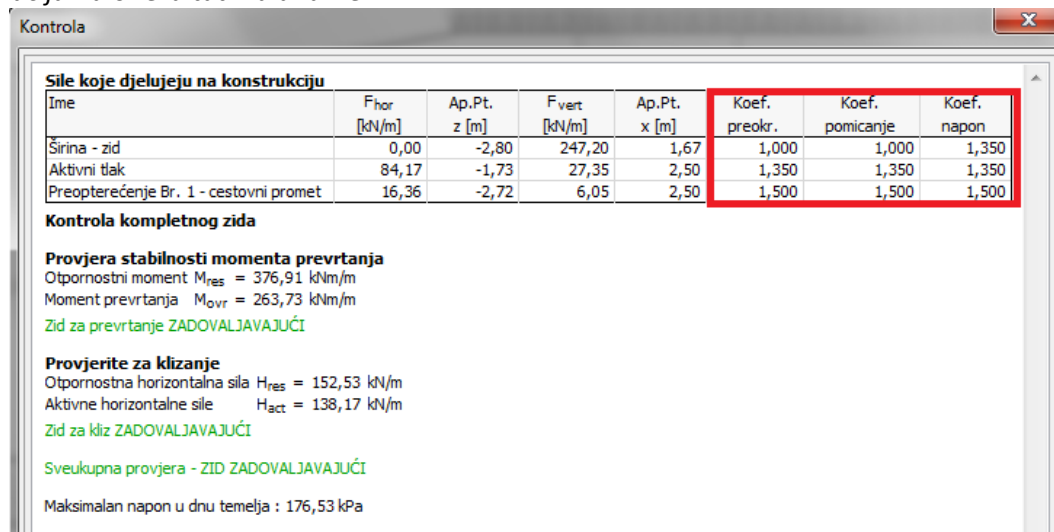 Kontrola
Sile koje djelujeju na konstrukciju
Ime F hor Ap.Pt. F vert Ap.Pt. Koef. Koef. Koef.
[kN/m] z [m] [kN/m] x [m] preokr. pomicanje napon
Širina - zid 0,00 -2,80 247,20 1,67 1,000 1,000 1,350
Aktivni tlak 84,17 -1,73 27,35 2,50 1,350 1,350 1,350
Preopterećenje Br. 1 - cestovni promet 16,36 -2,72 6,05 2,50 1,500 1,500 1,500
Kontrola kompletnog zida
Provjera stabilnosti momenta prevrtanja
Otpornostni moment Mres = 376,91 kNm/m
Moment prevrtanja Movr = 263,73 kNm/m
Zid za prevrtanje ZADOVALJAVAJUĆI
Provjerite za klizanje
Otpornostna horizontalna sila Hres = 152,53 kN/m
Aktivne horizontalne sile Hact = 138,17 kN/m
Zid za kliz ZADOVALJAVAJUĆI
Sveukupna provjera - ZID ZADOVALJAVAJUĆI
Maksimalan napon u dnu temelja : 176,53 kPa